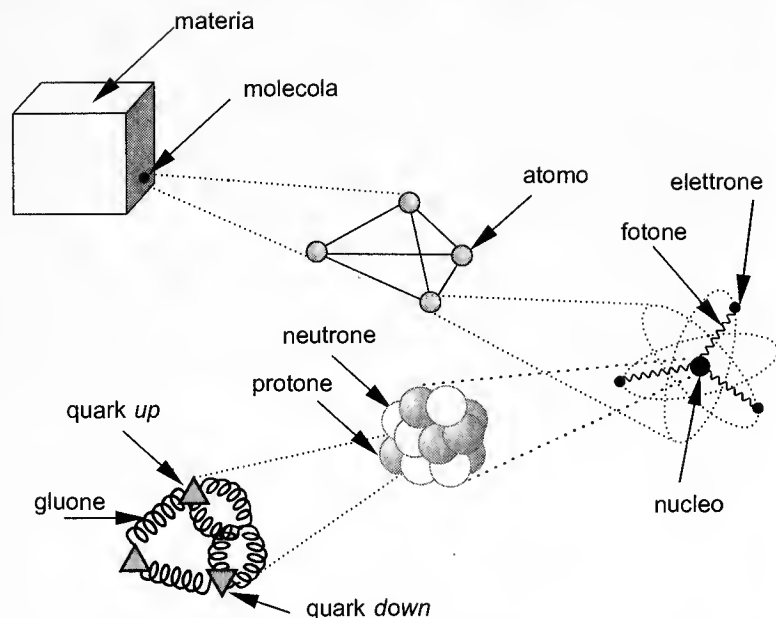 materia
molecola
atomo
elettrone
fotone
neutrone
protone
quark up
gluone
nucleo
quark down